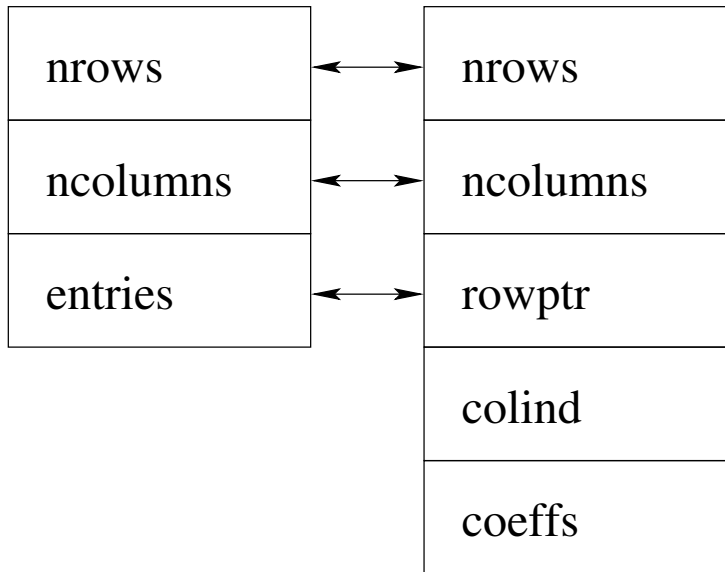 nrows
ncolumns
entries
nrows
ncolumns
rowptr
colind
coeffs